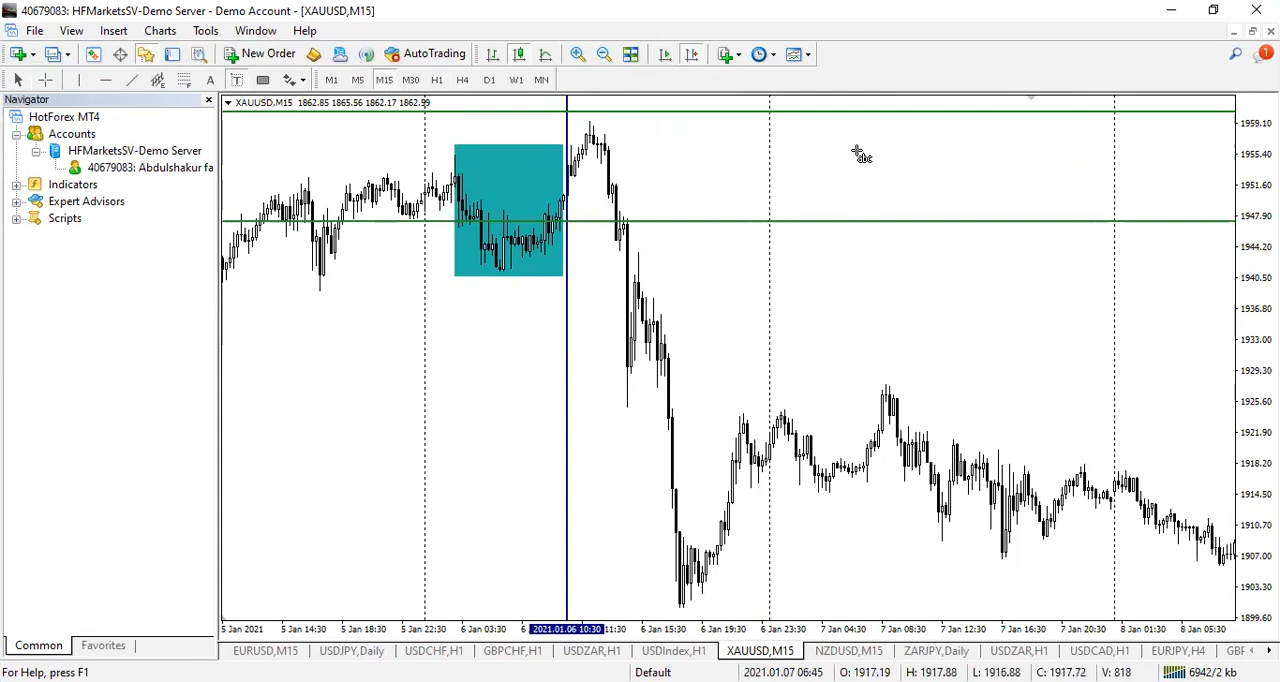 40679083: HFMarketsSV-Demo Server - Demo Account - [XAUUSD,M15]
File View Insert Charts Tools Window Help
1
New Order AutoTrading
A T M1 M5 M15 M30 H1 H4 D1 W1 MN
Navigator
HotForex MT4
Accounts
HFMarketsSV-Demo Server
40679083: Abdulshakur fa
Indicators
Expert Advisors
Scripts
XAUUSD,M15 1862.85 1865.56 1862.17 1862.99
abc
1959.10
1955.40
1951.60
1947.90
1944.20
1940.50
1936.80
1933.00
1929.30
1925.60
1921.90
1918.20
1914.50
1910.70
1907.00
1903.30
1899.60
5 Jan 2021 5 Jan 14:30 5 Jan 18:30 5 Jan 22:30 6 Jan 03:30 6 2021.01.06 10:30 11:30 6 Jan 15:30 6 Jan 19:30 6 Jan 23:30 7 Jan 04:30 7 Jan 08:30 7 Jan 12:30 7 Jan 16:30 7 Jan 20:30 8 Jan 01:30 8 Jan 05:30
Common Favorites
EURUSD,M15 USDJPY,Daily USDCHF,H1 GBPCHF,H1 USDZAR,H1 USDIndex,H1 XAUUSD,M15 NZDUSD,M15 ZARJPY,Daily USDZAR,H1 USDCAD,H1 EURJPY,H4 GBF
For Help, press F1 Default 2021.01.07 06:45 O: 1917.19 H: 1917.88 L: 1916.88 C: 1917.72 V: 818 6942/2 kb